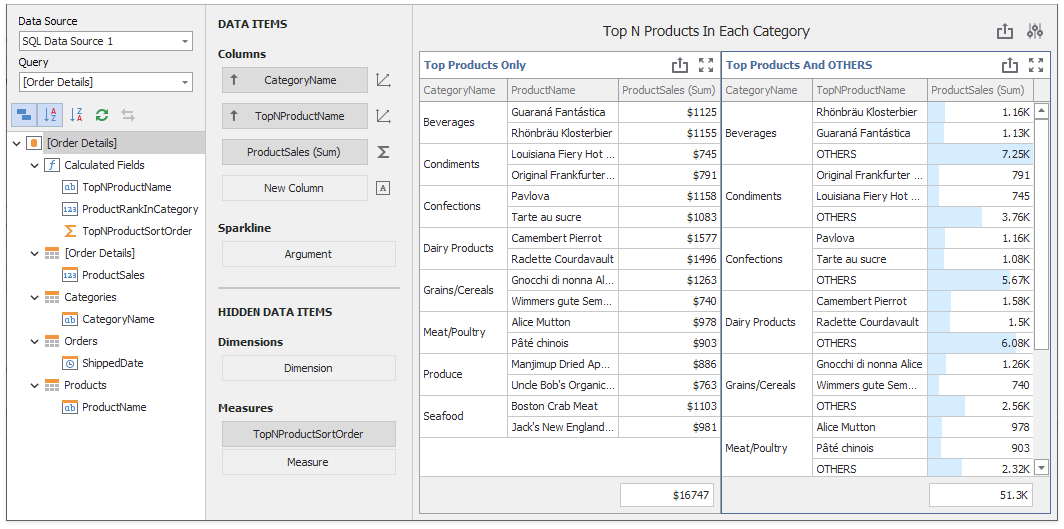 Data Source
SQL Data Source 1
Query
[Order Details]
[Order Details]
Calculated Fields
TopNProductName
ProductRankInCategory
TopNProductSortOrder
[Order Details]
ProductSales
Categories
CategoryName
Orders
ShippedDate
Products
ProductName
DATA ITEMS
Columns
CategoryName
TopNProductName
ProductSales (Sum)
New Column
Sparkline
Argument
HIDDEN DATA ITEMS
Dimensions
Dimension
Measures
TopNProductSortOrder
Measure
Top N Products In Each Category
Top Products Only
CategoryName ProductName ProductSales (Sum)
Beverages Guaraná Fantástica $1125
Rhönbräu Klosterbier $1155
Condiments Louisiana Fiery Hot ... $745
Original Frankfurter ... $791
Confections Pavlova $1158
Tarte au sucre $1083
Dairy Products Camembert Pierrot $1577
Raclette Courdavault $1496
Grains/Cereals Gnocchi di nonna Al... $1263
Wimmers gute Sem... $740
Meat/Poultry Alice Mutton $978
Pâté chinois $903
Produce Manjimup Dried Ap... $886
Uncle Bob's Organic... $763
Seafood Boston Crab Meat $1103
Jack's New England... $981
$16747
Top Products And OTHERS
CategoryName TopNProductName ProductSales (Sum)
Beverages Rhönbräu Klosterbier 1.16K
Guaraná Fantástica 1.13K
OTHERS 7.25K
Condiments Original Frankfurter ... 791
Louisiana Fiery Hot ... 745
OTHERS 3.76K
Confections Pavlova 1.16K
Tarte au sucre 1.08K
OTHERS 5.67K
Dairy Products Camembert Pierrot 1.58K
Raclette Courdavault 1.5K
OTHERS 6.08K
Grains/Cereals Gnocchi di nonna Alice 1.26K
Wimmers gute Sem... 740
OTHERS 2.56K
Meat/Poultry Alice Mutton 978
Pâté chinois 903
OTHERS 2.32K
51.3K